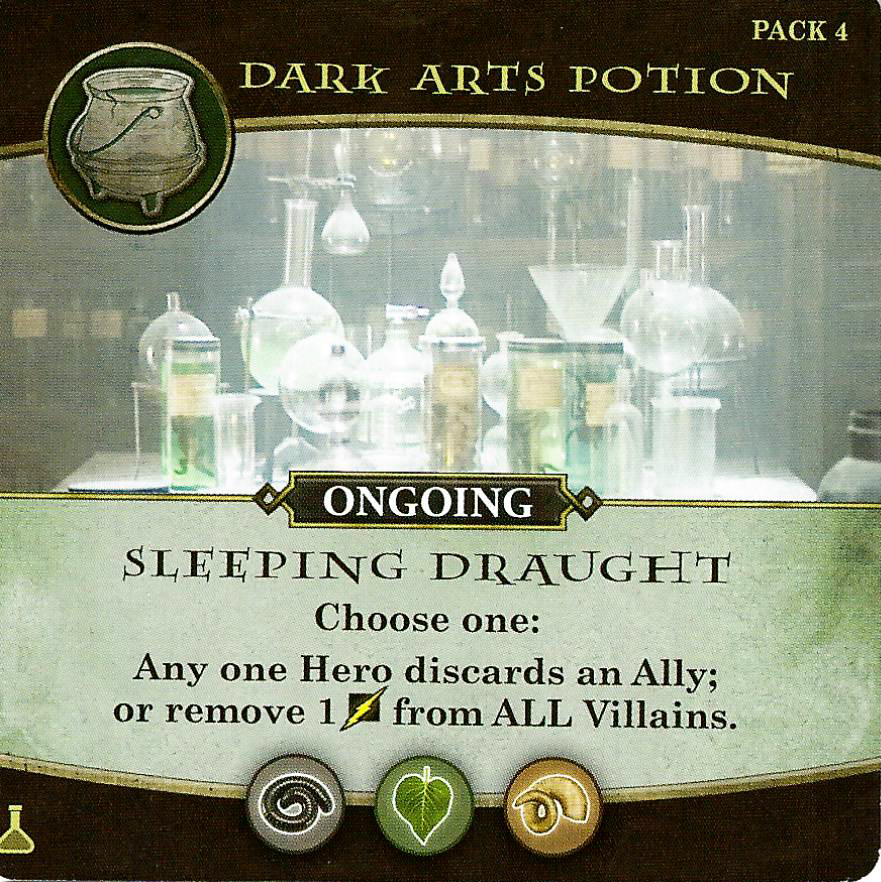 PACK 4
DARK ARTS POTION
ONGOING
SLEEPING DRAUGHT
Choose one:
Any one Hero discards an Ally;
or remove 1 from ALL Villains.